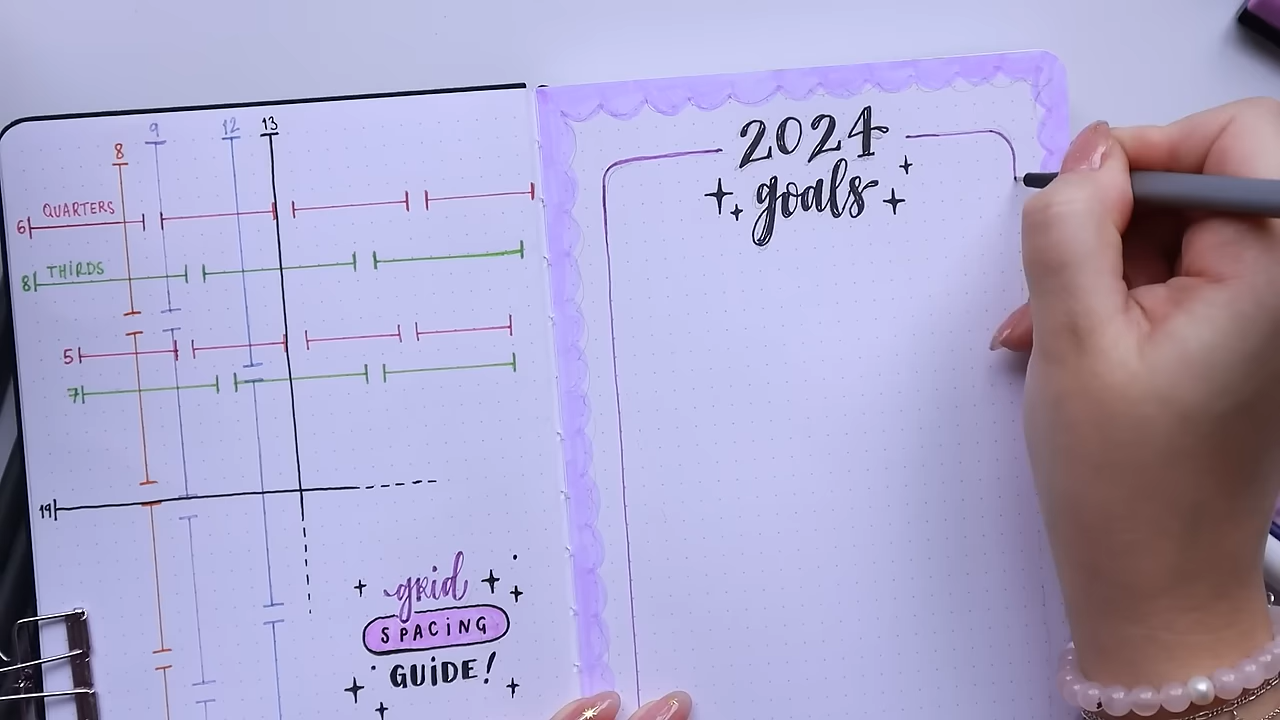 8 9 12 13
6 QUARTERS
8 THiRDS
5
7
19
grid
SPACiNG
GUiDE!
2024
goals